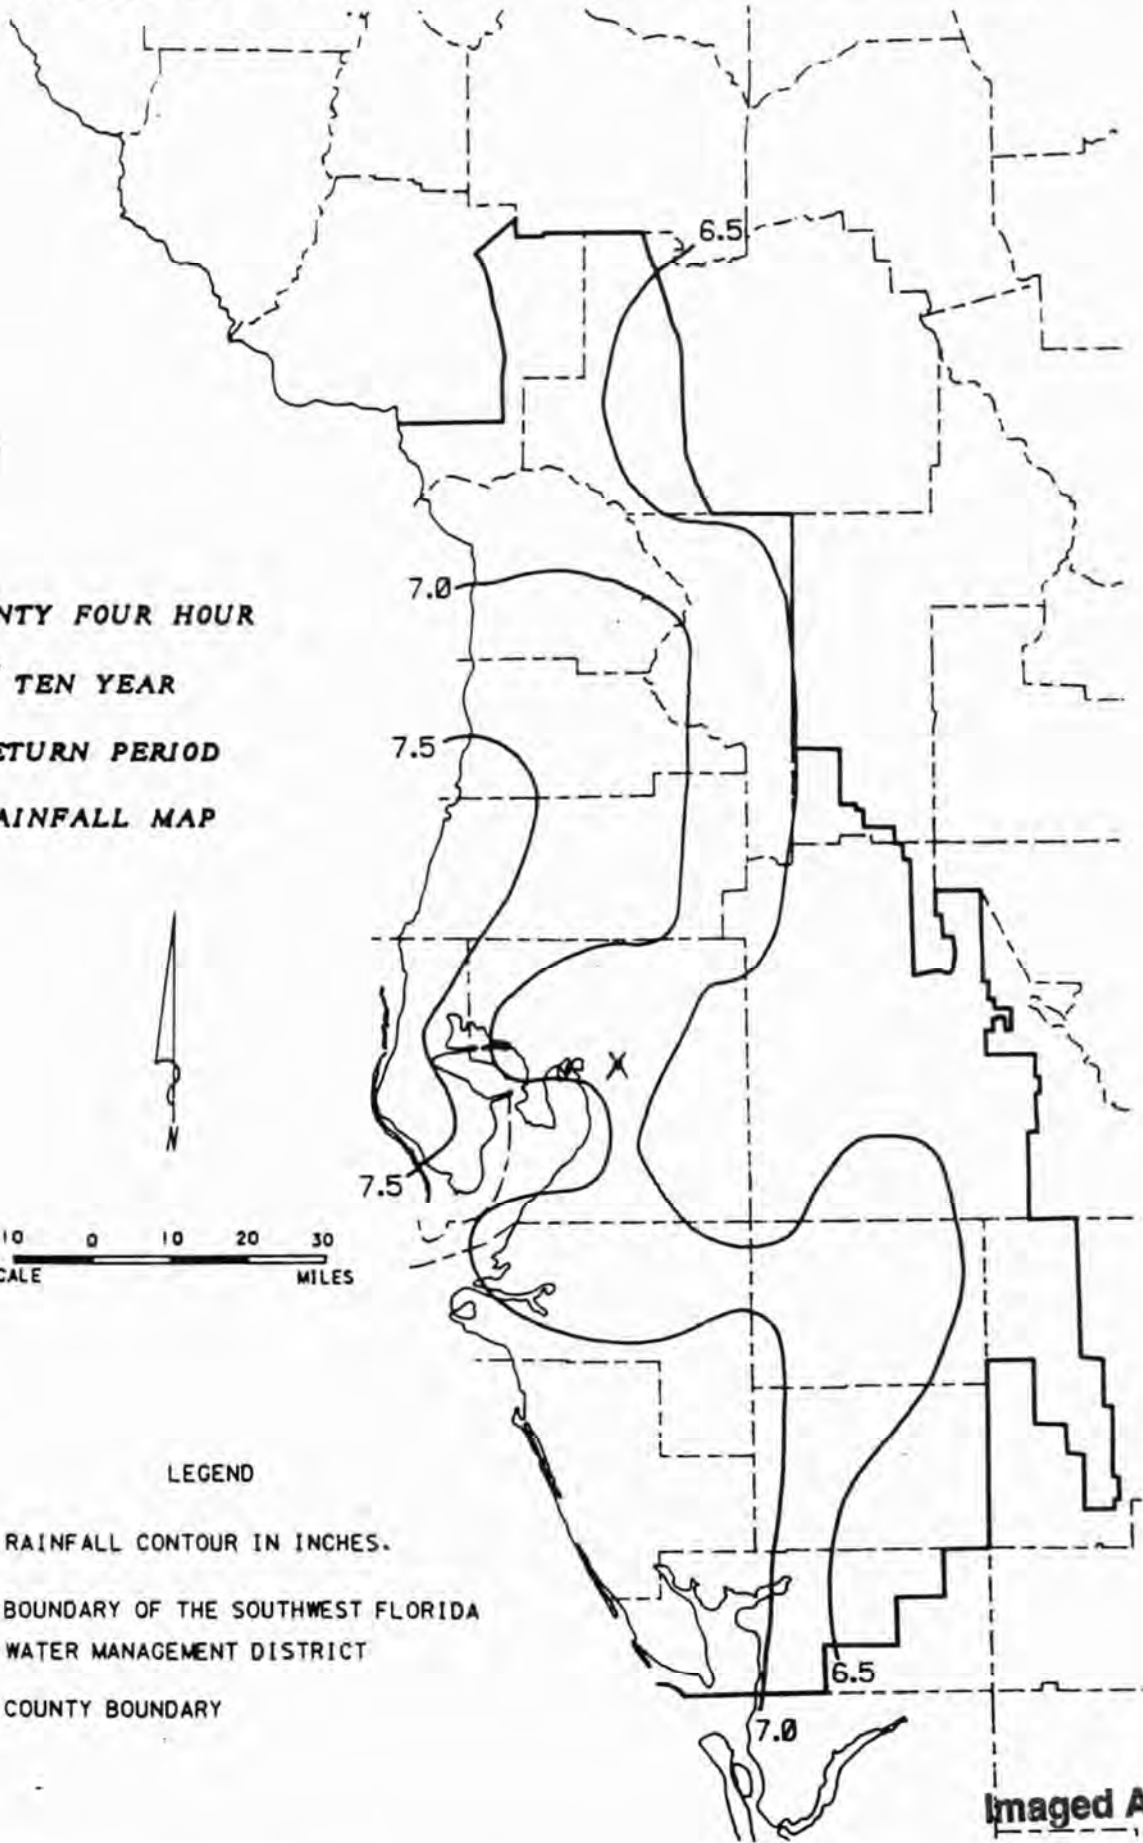 6.5
7.0
NTY FOUR HOUR
TEN YEAR
ETURN PERIOD
AINFALL MAP
7.5
N
7.5
10 0 10 20 30
CALE MILES
LEGEND
RAINFALL CONTOUR IN INCHES.
BOUNDARY OF THE SOUTHWEST FLORIDA
WATER MANAGEMENT DISTRICT
COUNTY BOUNDARY
6.5
7.0
Imaged A